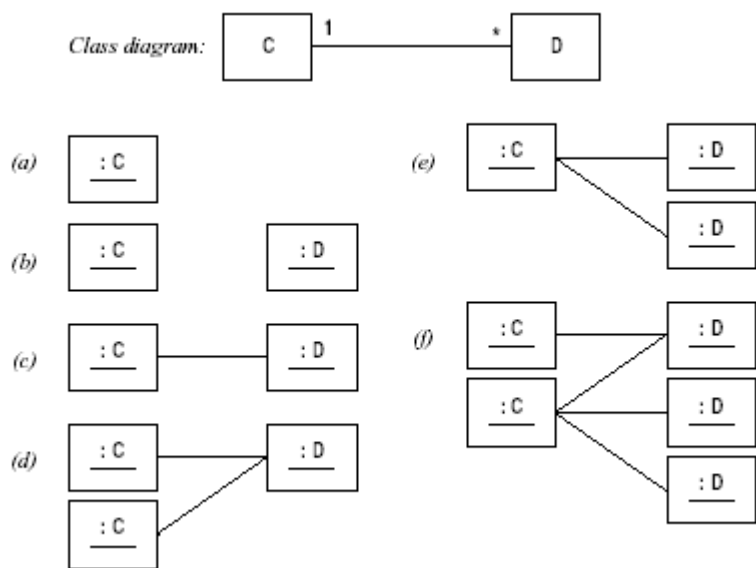 Class diagram: C 1 * D
(a) :C
(b) :C :D
(c) :C :D
(d) :C :D
:C
(e) :C :D
:D
(f) :C :D
:C :D
:D